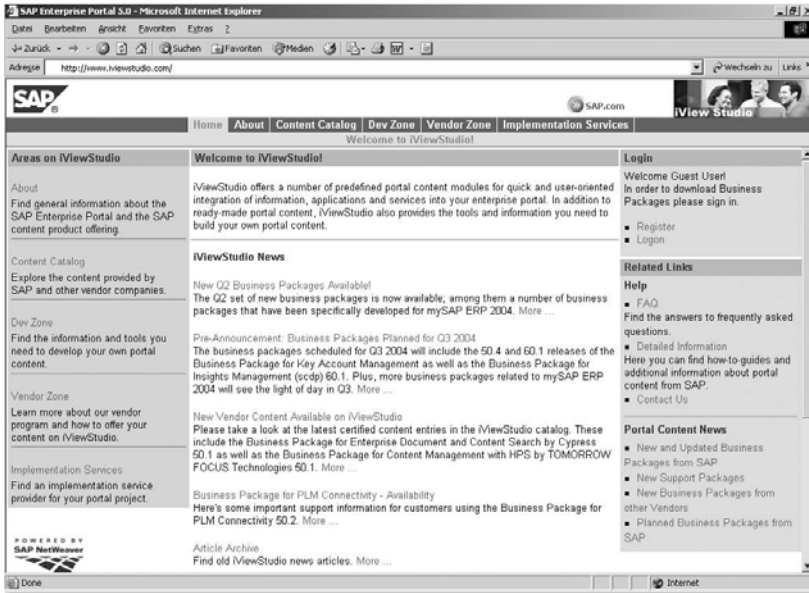 SAP Enterprise Portal 5.0 - Microsoft Internet Explorer
Datei Bearbeiten Ansicht Favoriten Extras ?
Zurück Suchen Favoriten Medien
Adresse http://www.iviewstudio.com/ Wechseln zu Links
SAP
SAP.com
iView Studio
Home About Content Catalog Dev Zone Vendor Zone Implementation Services
Welcome to iViewStudio!
Areas on iViewStudio
About
Find general information about the
SAP Enterprise Portal and the SAP
content product offering.
Content Catalog
Explore the content provided by
SAP and other vendor companies.
Dev Zone
Find the information and tools you
need to develop your own portal
content.
Vendor Zone
Learn more about our vendor
program and how to offer your
content on iViewStudio.
Implementation Services
Find an implementation service
provider for your portal project.
POWERED BY
SAP NetWeaver
Welcome to iViewStudio!
iViewStudio offers a number of predefined portal content modules for quick and user-oriented
integration of information, applications and services into your enterprise portal. In addition to
ready-made portal content, iViewStudio also provides the tools and information you need to
build your own portal content.
iViewStudio News
New Q2 Business Packages Available!
The Q2 set of new business packages is now available; among them a number of business
packages that have been specifically developed for mySAP ERP 2004. More ...
Pre-Announcement: Business Packages Planned for Q3 2004
The business packages scheduled for Q3 2004 will include the 50.4 and 60.1 releases of the
Business Package for Key Account Management as well as the Business Package for
Insights Management (scdp) 60.1. Plus, more business packages related to mySAP ERP
2004 will see the light of day in Q3. More ...
New Vendor Content Available on iViewStudio
Please take a look at the latest certified content entries in the iViewStudio catalog. These
include the Business Package for Enterprise Document and Content Search by Cypress
50.1 as well as the Business Package for Content Management with HPS by TOMORROW
FOCUS Technologies 50.1. More ...
Business Package for PLM Connectivity - Availability
Here's some important support information for customers using the Business Package for
PLM Connectivity 50.2. More ...
Article Archive
Find old iViewStudio news articles. More ...
Login
Welcome Guest User!
In order to download Business
Packages please sign in.
Register
Logon
Related Links
Help
FAQ
Find the answers to frequently asked
questions.
Detailed Information
Here you can find how-to-guides and
additional information about portal
content from SAP.
Contact Us
Portal Content News
New and Updated Business
Packages from SAP
New Support Packages
New Business Packages from
other Vendors
Planned Business Packages from
SAP
Done Internet